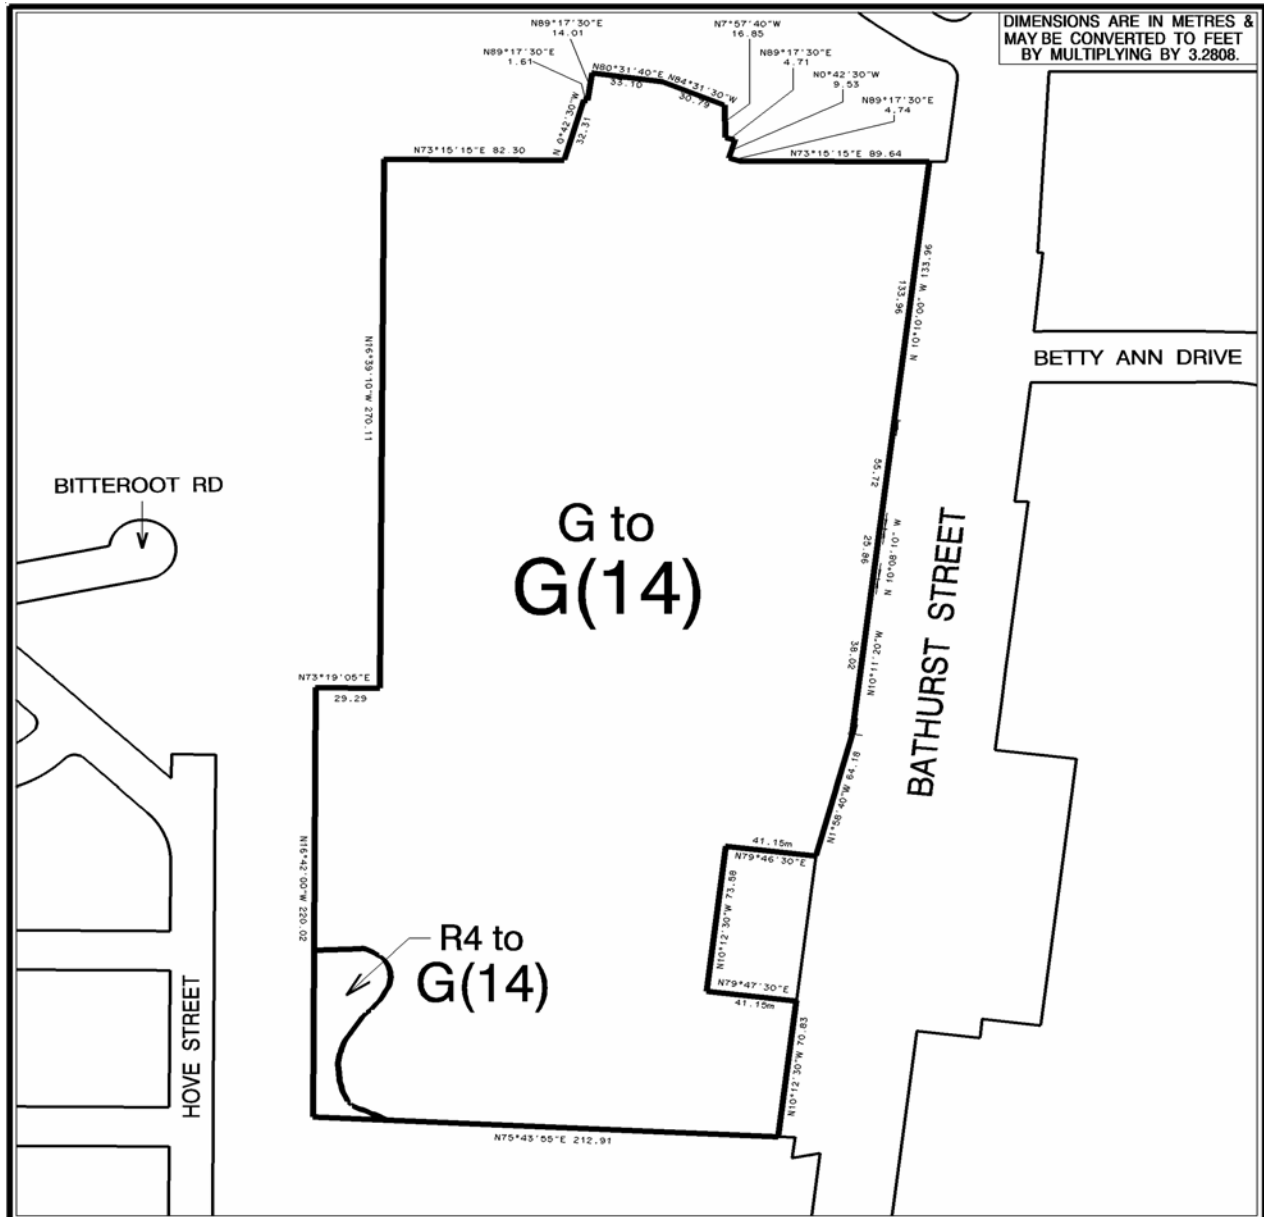 DIMENSIONS ARE IN METRES &
MAY BE CONVERTED TO FEET
BY MULTIPLYING BY 3.2808.
N89°17'30"E
14.01
N7°57'40"W
16.85
N89°17'30"E
1.61
N89°17'30"E
4.71
N0°42'30"W
9.53
N89°17'30"E
4.74
N80°31'40"E
33.10
N84°31'30"W
30.79
N 0°42'30"W
32.31
N73°15'15"E 82.30
N73°15'15"E 89.64
N 10°10'00" W 133.96
133.96
N16°39'10"W 270.11
BETTY ANN DRIVE
BITTEROOT RD
G to
G(14)
55.72
25.86
N 10°08'10" W
BATHURST STREET
38.02
N10°11'20"W
N73°19'05"E
29.29
N1°58'40"W 64.18
41.15m
N79°46'30"E
N16°42'00"W 220.02
N10°12'30"W 73.58
R4 to
G(14)
N79°47'30"E
41.15m
HOVE STREET
N10°12'30"W 70.83
N75°43'55"E 212.91